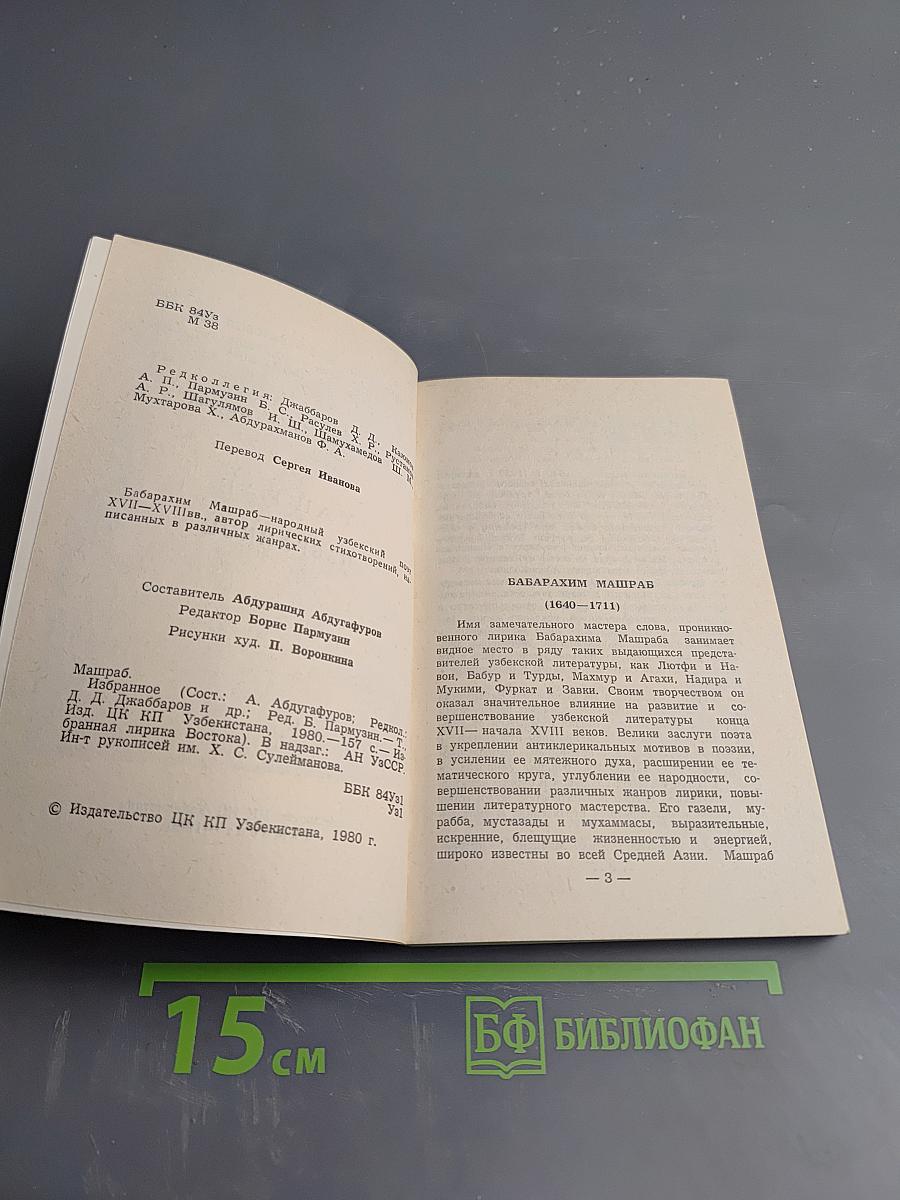 ББК 84Уз
М 38
Редколлегия: Джаббаров Д. Д.,
А. П., Пармузин Б. С., Расулев Х. Р.,
А. Р., Шагулямов И. Ш., Шамухамедов Ш. М.
Мухтарова Х., Абдурахманов Ф. А.
Перевод Сергея Иванова
Бабарахим Машраб—народный узбекский поэт
XVII—XVIIIвв., автор лирических стихотворений, на-
писанных в различных жанрах.
Составитель Абдурашид Абдугафуров
Редактор Борис Пармузин
Рисунки худ. П. Воронкина
Машраб.
Избранное (Сост.: А. Абдугафуров; Редкол.:
Д. Д. Джаббаров и др.; Ред. Б. Пармузин.—Т.,
Изд. ЦК КП Узбекистана, 1980.—157 с.— Из-
бранная лирика Востока). В надзаг.: АН УзССР.
Ин-т рукописей им. Х. С. Сулейманова.
ББК 84Уз1
Уз1
© Издательство ЦК КП Узбекистана, 1980 г.
БАБАРАХИМ МАШРАБ
(1640—1711)
Имя замечательного мастера слова, проникно-
венного лирика Бабарахима Машраба занимает
видное место в ряду таких выдающихся предста-
вителей узбекской литературы, как Лютфи и На-
вои, Бабур и Турды, Махмур и Агахи, Надира и
Мукими, Фуркат и Завки. Своим творчеством он
оказал значительное влияние на развитие и со-
вершенствование узбекской литературы конца
XVII— начала XVIII веков. Велики заслуги поэта
в укреплении антиклерикальных мотивов в поэзии,
в усилении ее мятежного духа, расширении ее те-
матического круга, углублении ее народности, со-
вершенствовании различных жанров лирики, повы-
шении литературного мастерства. Его газели, му-
рабба, мустазады и мухаммасы, выразительные,
искренние, блещущие жизненностью и энергией,
широко известны во всей Средней Азии. Машраб
— 3 —
15 см
БФ БИБЛИОФАН